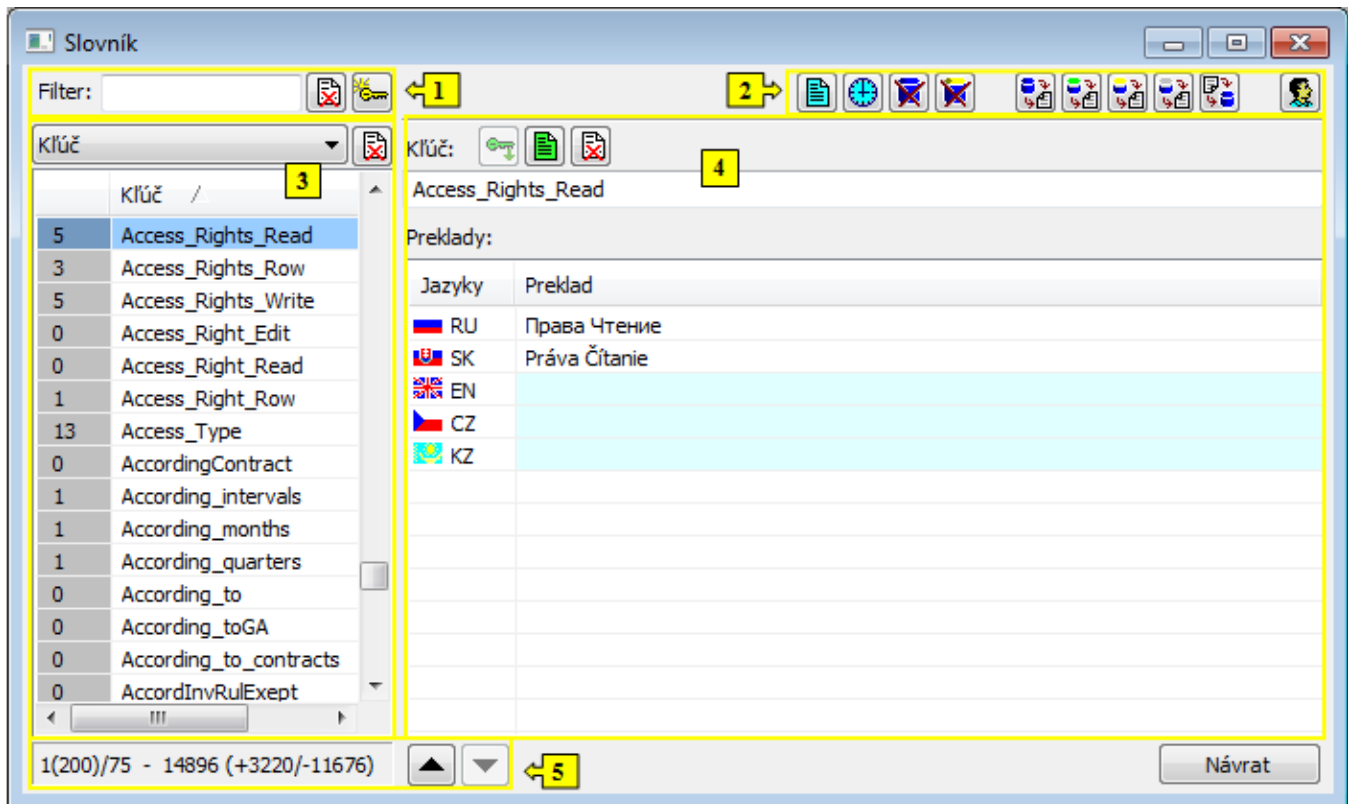 Slovník
Filter:
1
2
Kľúč
3
Kľúč:
4
Kľúč
Access_Rights_Read
5 Access_Rights_Read
3 Access_Rights_Row
5 Access_Rights_Write
0 Access_Right_Edit
0 Access_Right_Read
1 Access_Right_Row
13 Access_Type
0 AccordingContract
1 According_intervals
1 According_months
1 According_quarters
0 According_to
0 According_toGA
0 According_to_contracts
0 AccordInvRulExept
Preklady:
Jazyky Preklad
RU Права Чтение
SK Práva Čítanie
EN
CZ
KZ
1(200)/75 - 14896 (+3220/-11676)
5
Návrat